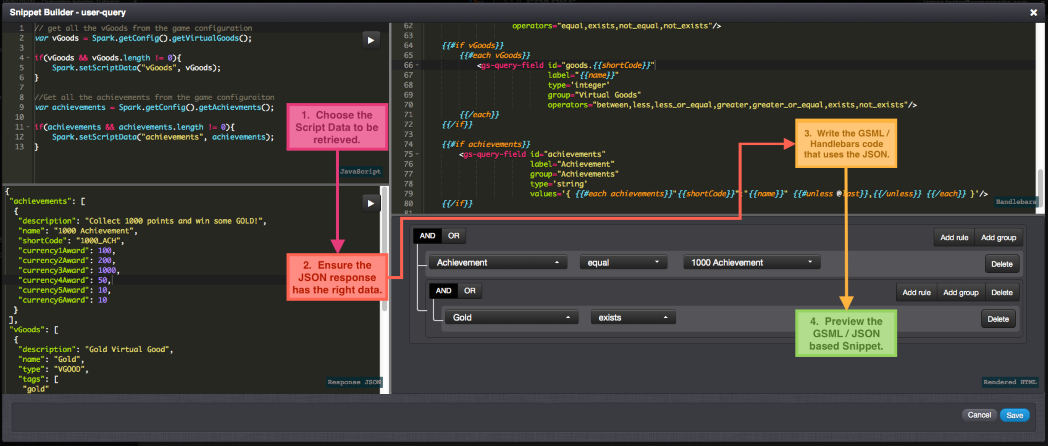 Snippet Builder - user-query
1 // get all the vGoods from the game configuration
2 var vGoods = Spark.getConfig().getVirtualGoods();
3
4 if(vGoods && vGoods.length != 0){
5 Spark.setScriptData("vGoods", vGoods);
6 }
7
8 //Get all the achievements from the game configuraiton
9 var achievements = Spark.getConfig().getAchievments();
10
11 if(achievements && achievements.length != 0){
12 Spark.setScriptData("achievements", achievements);
13 }
JavaScript
1. Choose the
Script Data to be
retrieved.
{
"achievements": [
{
"description": "Collect 1000 points and win some GOLD!",
"name": "1000 Achievement",
"shortCode": "1000_ACH",
"currency1Award": 100,
"currency2Award": 200,
"currency3Award": 1000,
"currency4Award": 50,
"currency5Award": 10,
"currency6Award": 10
}
],
"vGoods": [
{
"description": "Gold Virtual Good",
"name": "Gold",
"type": "VGOOD",
"tags": [
"gold"
Response JSON
2. Ensure the
JSON response
has the right data.
62 operators="equal,exists,not_equal,not_exists"/>
63
64 {{#if vGoods}}
65 {{#each vGoods}}
66 <gs-query-field id="goods.{{shortCode}}"
67 label="{{name}}"
68 type='integer'
69 group="Virtual Goods"
70 operators="between,less,less_or_equal,greater,greater_or_equal,exists,not_exists"/>
71 {{/each}}
72 {{/if}}
73
74 {{#if achievements}}
75 <gs-query-field id="achievements"
76 label="Achievement"
77 group="Achievements"
78 type='string'
79 values='{ {{#each achievements}}"{{shortCode}}":"{{name}}" {{#unless @last}},{{/unless}} {{/each}} }'/>
80 {{/if}}
Handlebars
3. Write the GSML /
Handlebars code
that uses the JSON.
AND OR
Add rule Add group
Achievement equal 1000 Achievement Delete
AND OR
Add rule Add group Delete
Gold exists Delete
4. Preview the
GSML / JSON
based Snippet.
Rendered HTML
Cancel Save